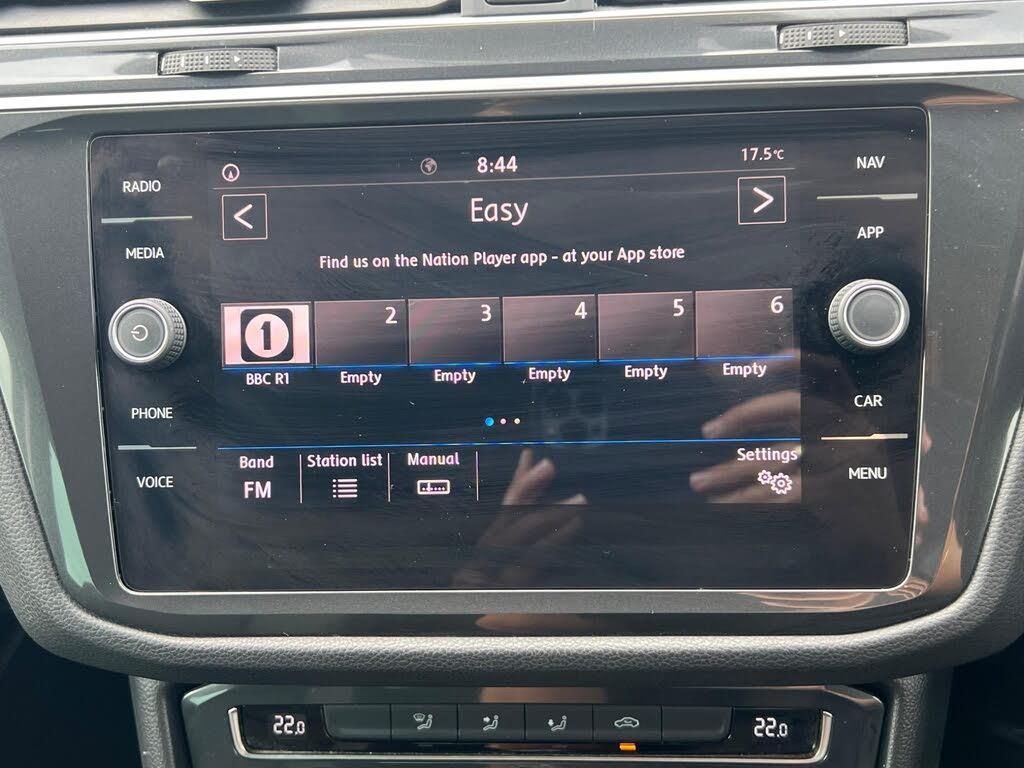 8:44
17.5°C
RADIO
NAV
Easy
MEDIA
APP
Find us on the Nation Player app - at your App store
1
2
3
4
5
6
BBC R1
Empty
Empty
Empty
Empty
Empty
PHONE
CAR
Band
Station list
Manual
Settings
FM
VOICE
MENU
22.0
22.0